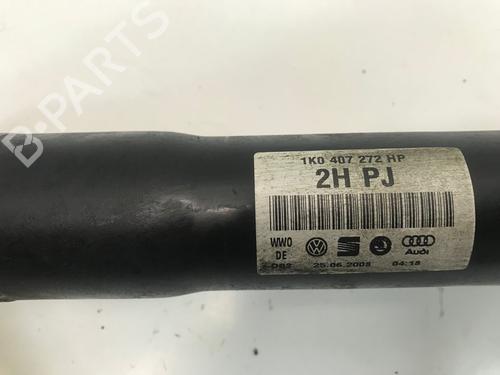 B-PARTS
1K0 407 272 HP
2H PJ
WWO
DE
Audi
25.06.2008 04:18